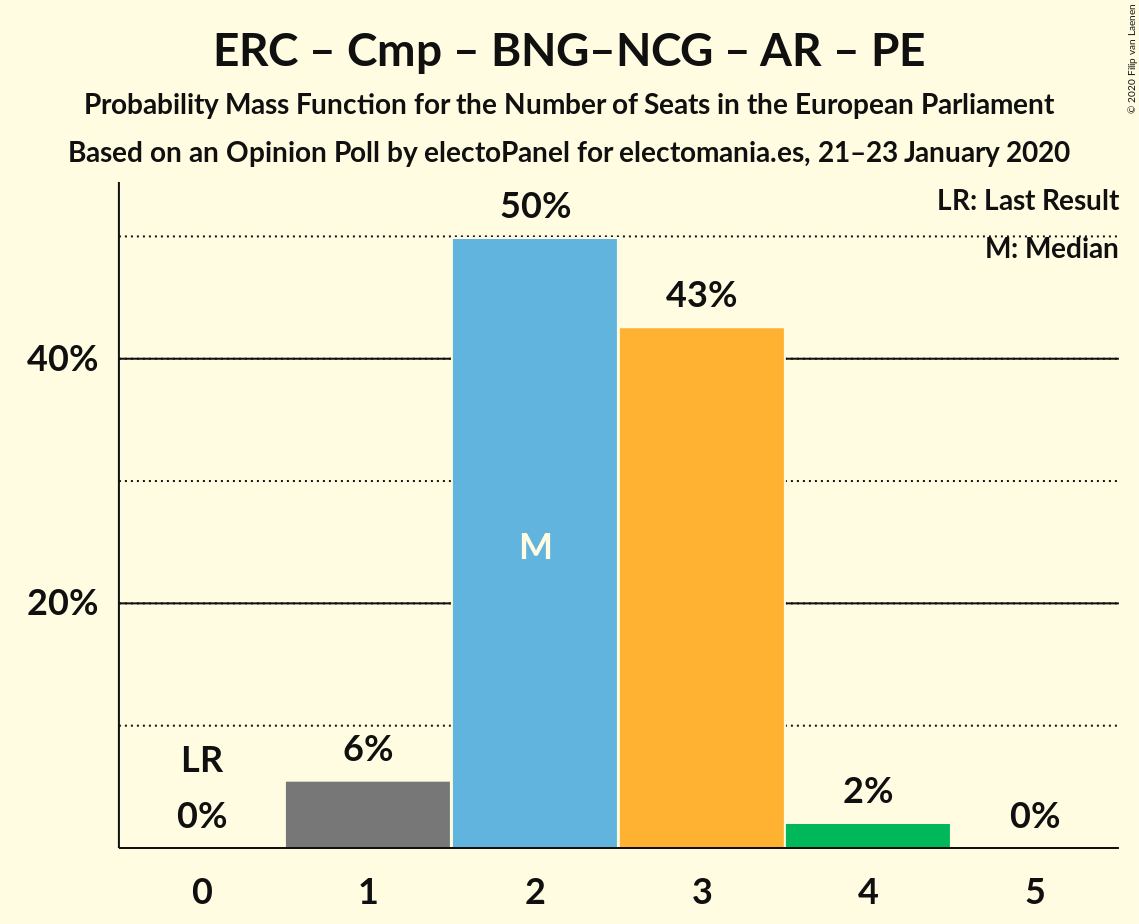 ERC – Cmp – BNG–NCG – AR – PE
Probability Mass Function for the Number of Seats in the European Parliament
Based on an Opinion Poll by electoPanel for electomania.es, 21–23 January 2020
© 2020 Filip van Laenen
LR: Last Result
M: Median
50%
43%
40%
M
20%
LR
6%
0%
2%
0%
0 1 2 3 4 5